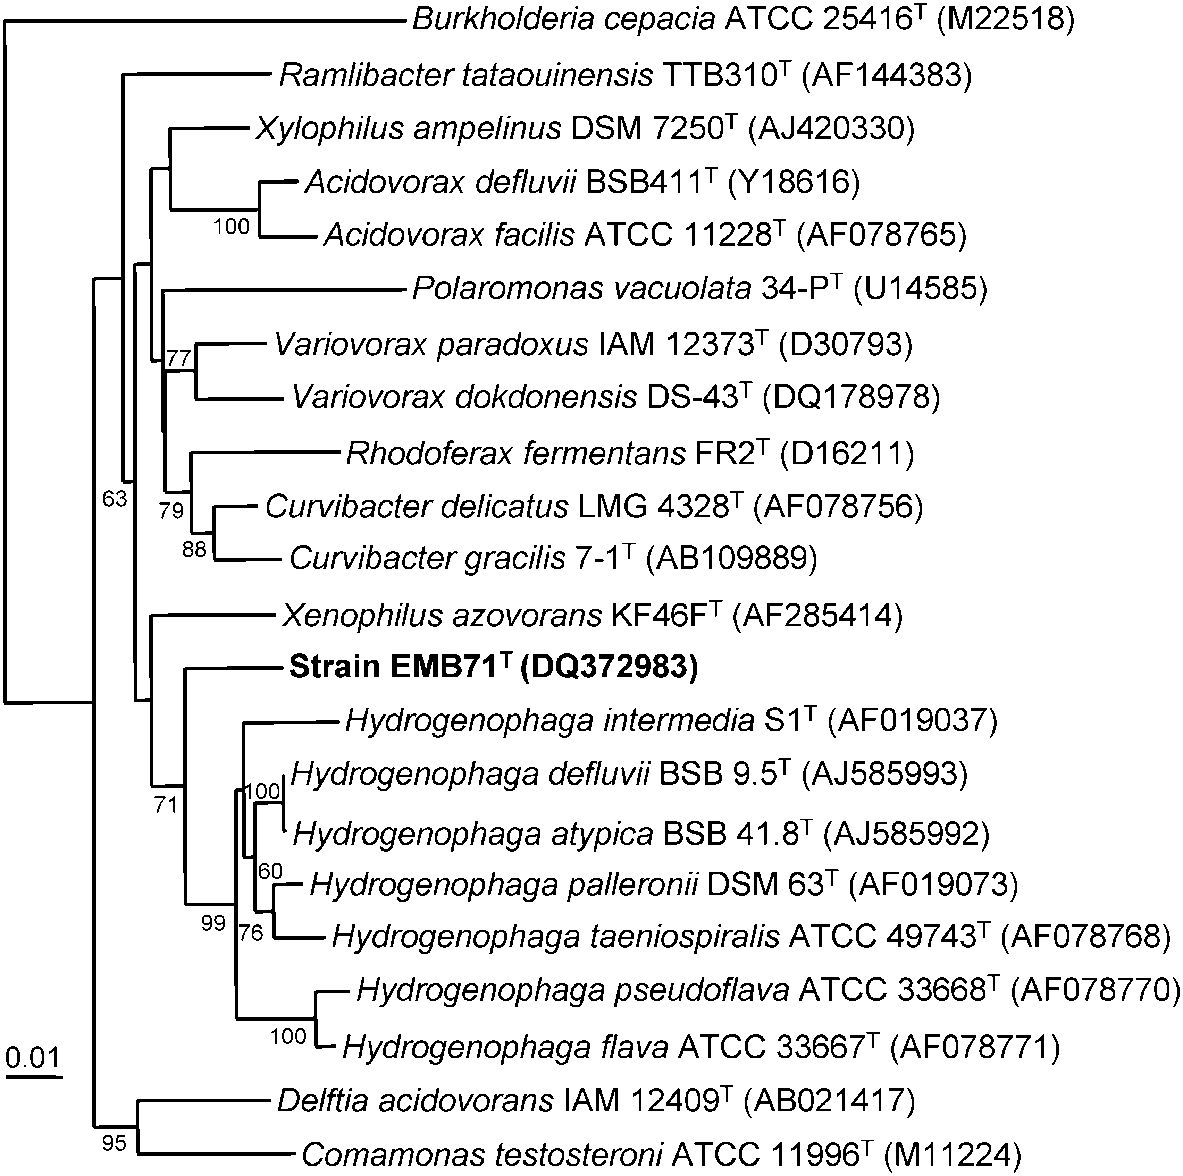 Burkholderia cepacia ATCC 25416T (M22518)
Ramlibacter tataouinensis TTB310T (AF144383)
Xylophilus ampelinus DSM 7250T (AJ420330)
Acidovorax defluvii BSB411T (Y18616)
100
Acidovorax facilis ATCC 11228T (AF078765)
Polaromonas vacuolata 34-PT (U14585)
Variovorax paradoxus IAM 12373T (D30793)
77
Variovorax dokdonensis DS-43T (DQ178978)
Rhodoferax fermentans FR2T (D16211)
63
79
Curvibacter delicatus LMG 4328T (AF078756)
88
Curvibacter gracilis 7-1T (AB109889)
Xenophilus azovorans KF46FT (AF285414)
Strain EMB71T (DQ372983)
Hydrogenophaga intermedia S1T (AF019037)
Hydrogenophaga defluvii BSB 9.5T (AJ585993)
100
71
Hydrogenophaga atypica BSB 41.8T (AJ585992)
60
Hydrogenophaga palleronii DSM 63T (AF019073)
99
76
Hydrogenophaga taeniospiralis ATCC 49743T (AF078768)
Hydrogenophaga pseudoflava ATCC 33668T (AF078770)
100
Hydrogenophaga flava ATCC 33667T (AF078771)
0.01
Delftia acidovorans IAM 12409T (AB021417)
95
Comamonas testosteroni ATCC 11996T (M11224)